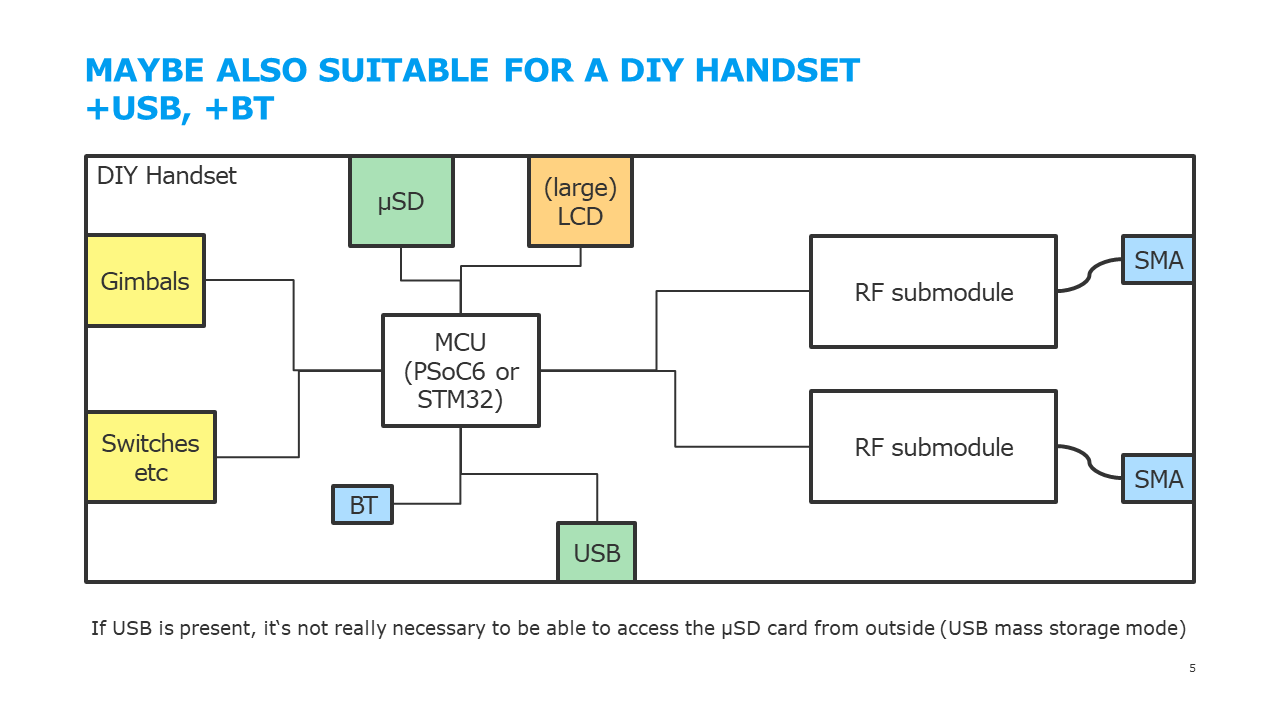 MAYBE ALSO SUITABLE FOR A DIY HANDSET
+USB, +BT
DIY Handset
µSD
(large)
LCD
Gimbals
RF submodule
SMA
MCU
(PSoC6 or
STM32)
Switches
etc
RF submodule
SMA
BT
USB
If USB is present, it‘s not really necessary to be able to access the µSD card from outside (USB mass storage mode)
5